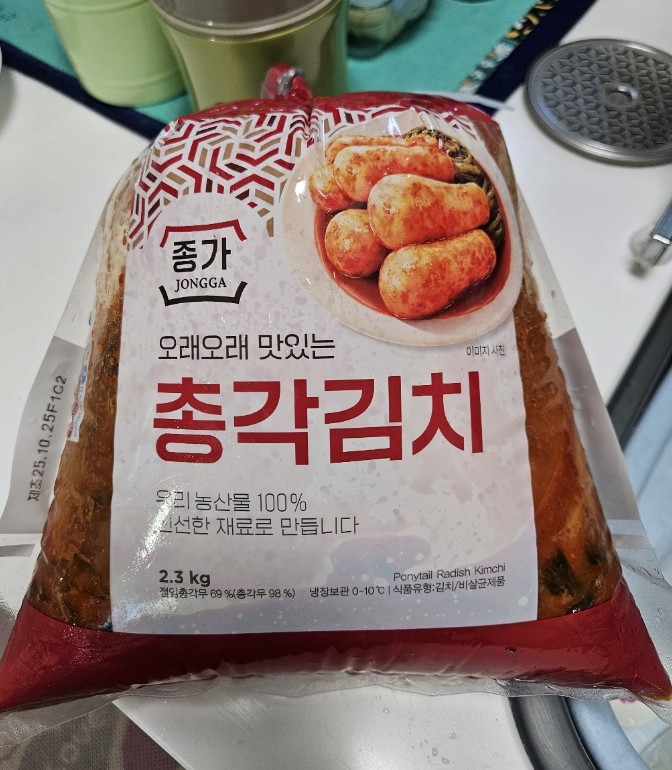 종가
JONGGA
오래오래 맛있는
이미지 사진
총각김치
우리 농산물 100%
신선한 재료로 만듭니다
2.3 kg
절임총각무 69 %(총각무 98 %)
Ponytail Radish Kimchi
냉장보관 0-10℃ | 식품유형:김치/비살균제품
제조25.10.25F1C2